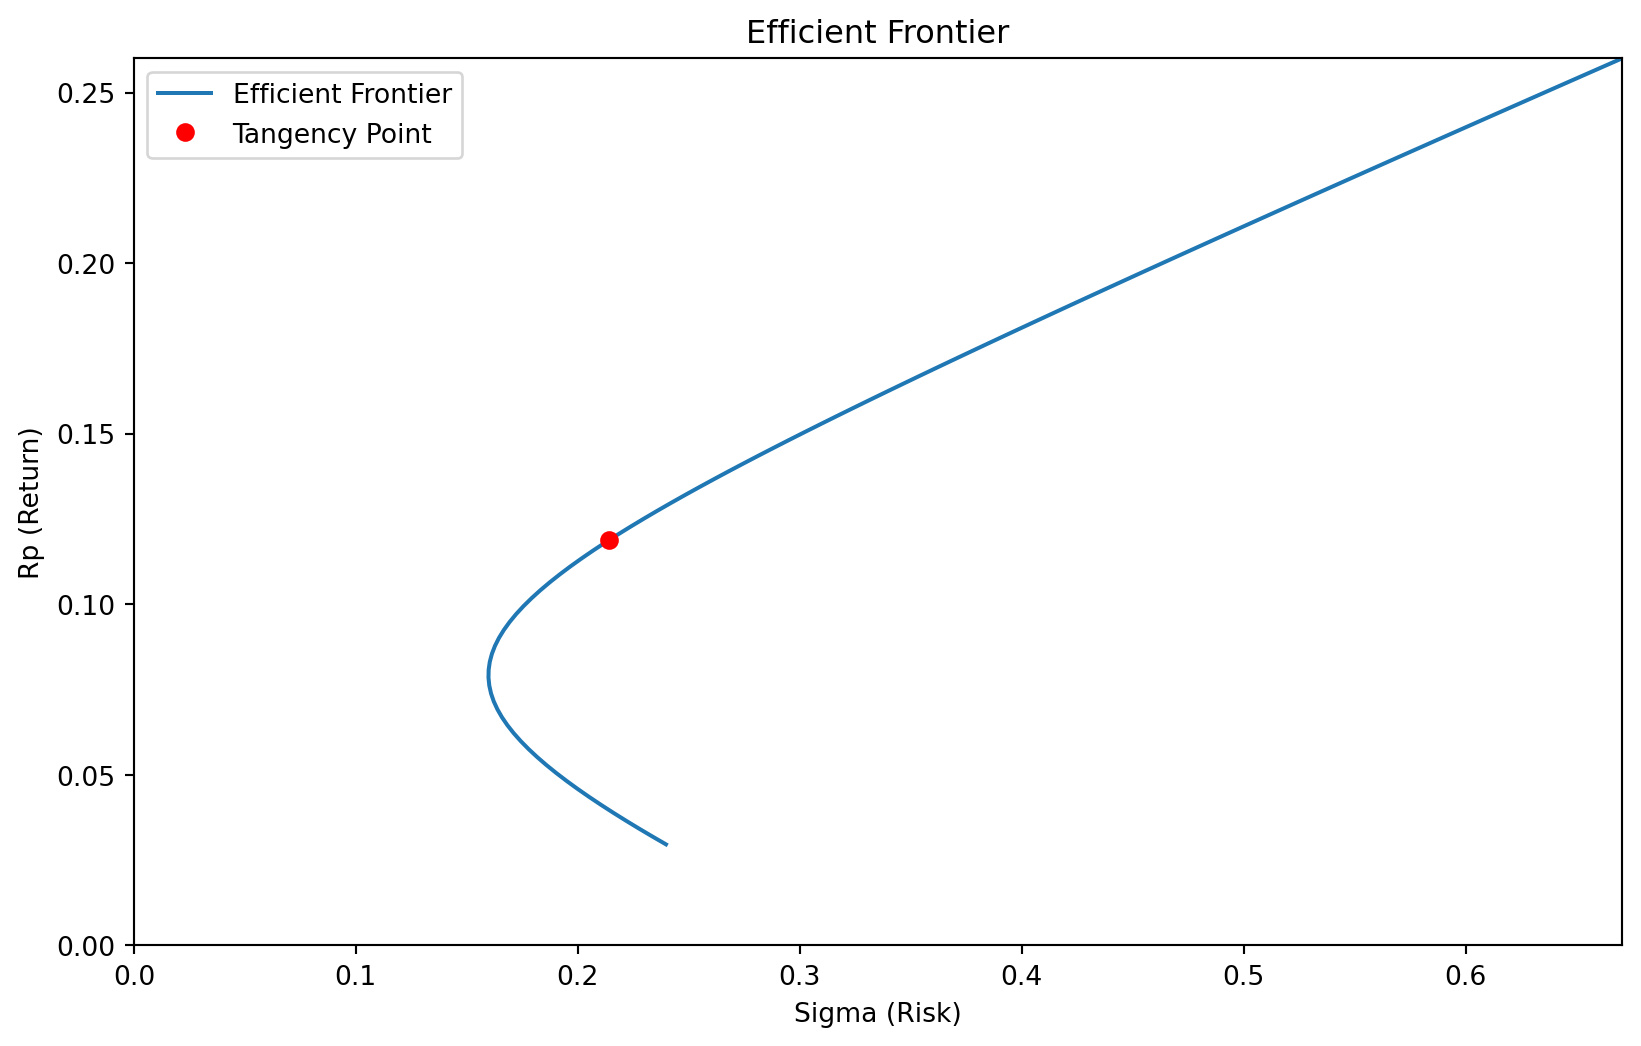 Efficient Frontier
Efficient Frontier
Tangency Point
0.25
0.20
0.15
0.10
0.05
0.00
Rp (Return)
0.0 0.1 0.2 0.3 0.4 0.5 0.6
Sigma (Risk)